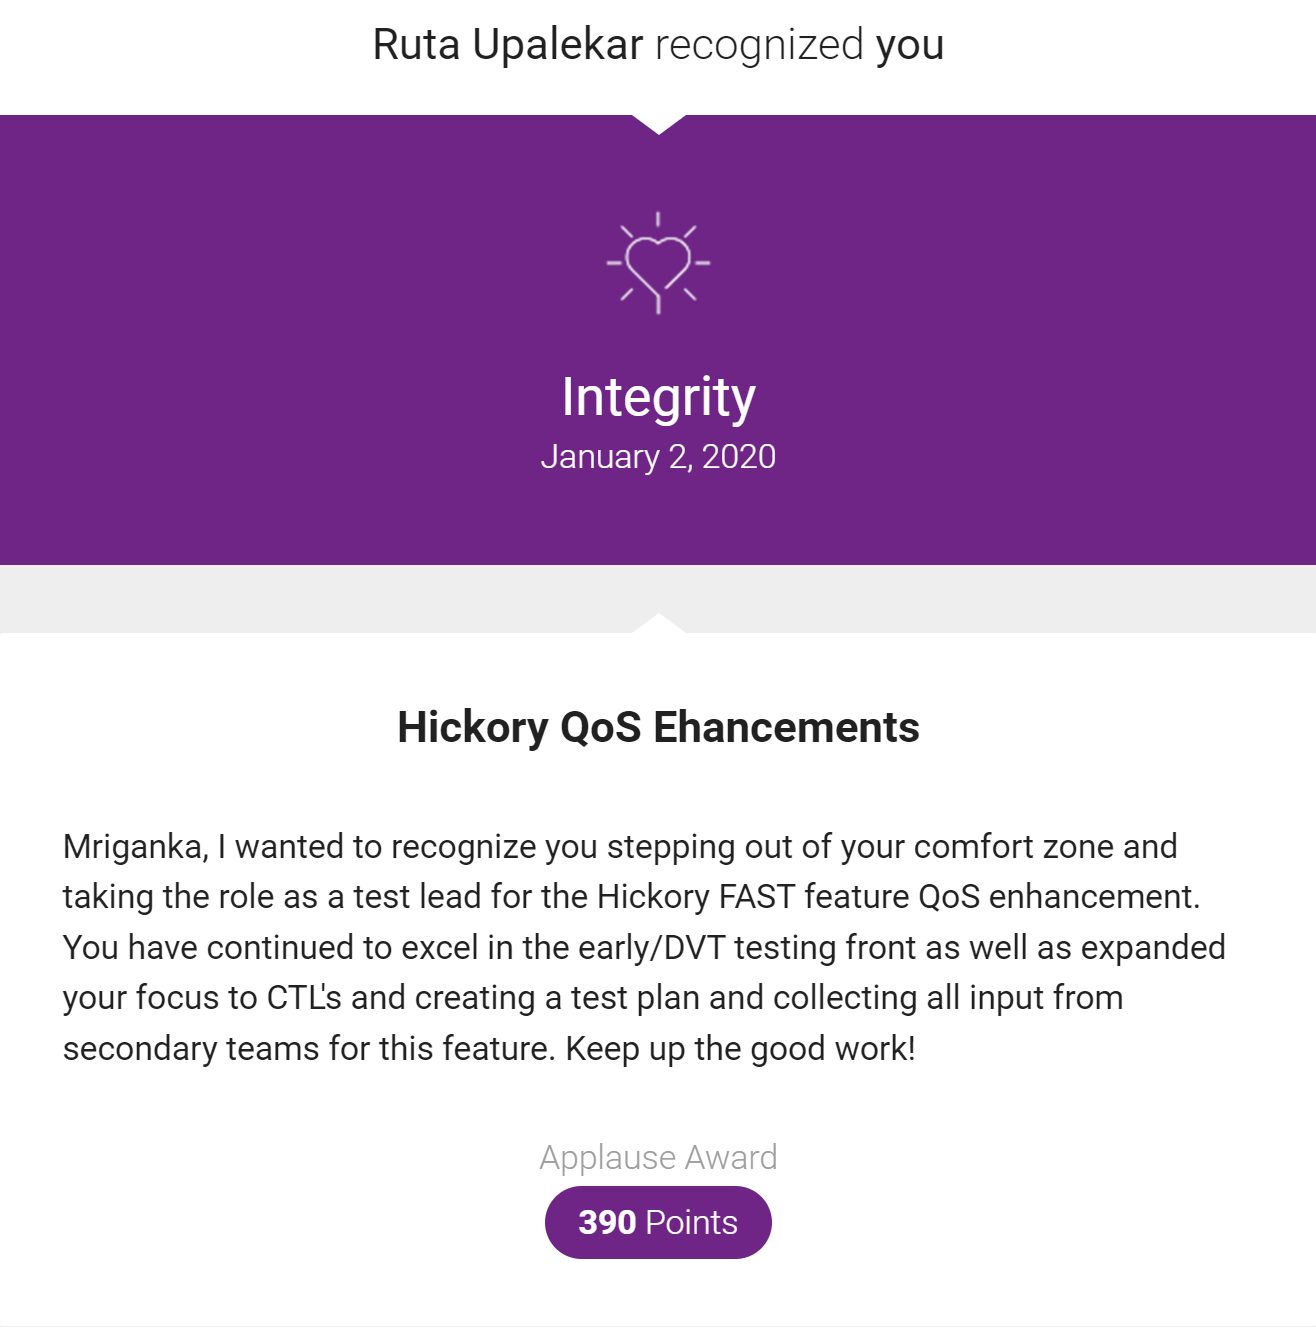 Ruta Upalekar recognized you
Integrity
January 2, 2020
Hickory QoS Ehancements
Mriganka, I wanted to recognize you stepping out of your comfort zone and
taking the role as a test lead for the Hickory FAST feature QoS enhancement.
You have continued to excel in the early/DVT testing front as well as expanded
your focus to CTL's and creating a test plan and collecting all input from
secondary teams for this feature. Keep up the good work!
Applause Award
390 Points